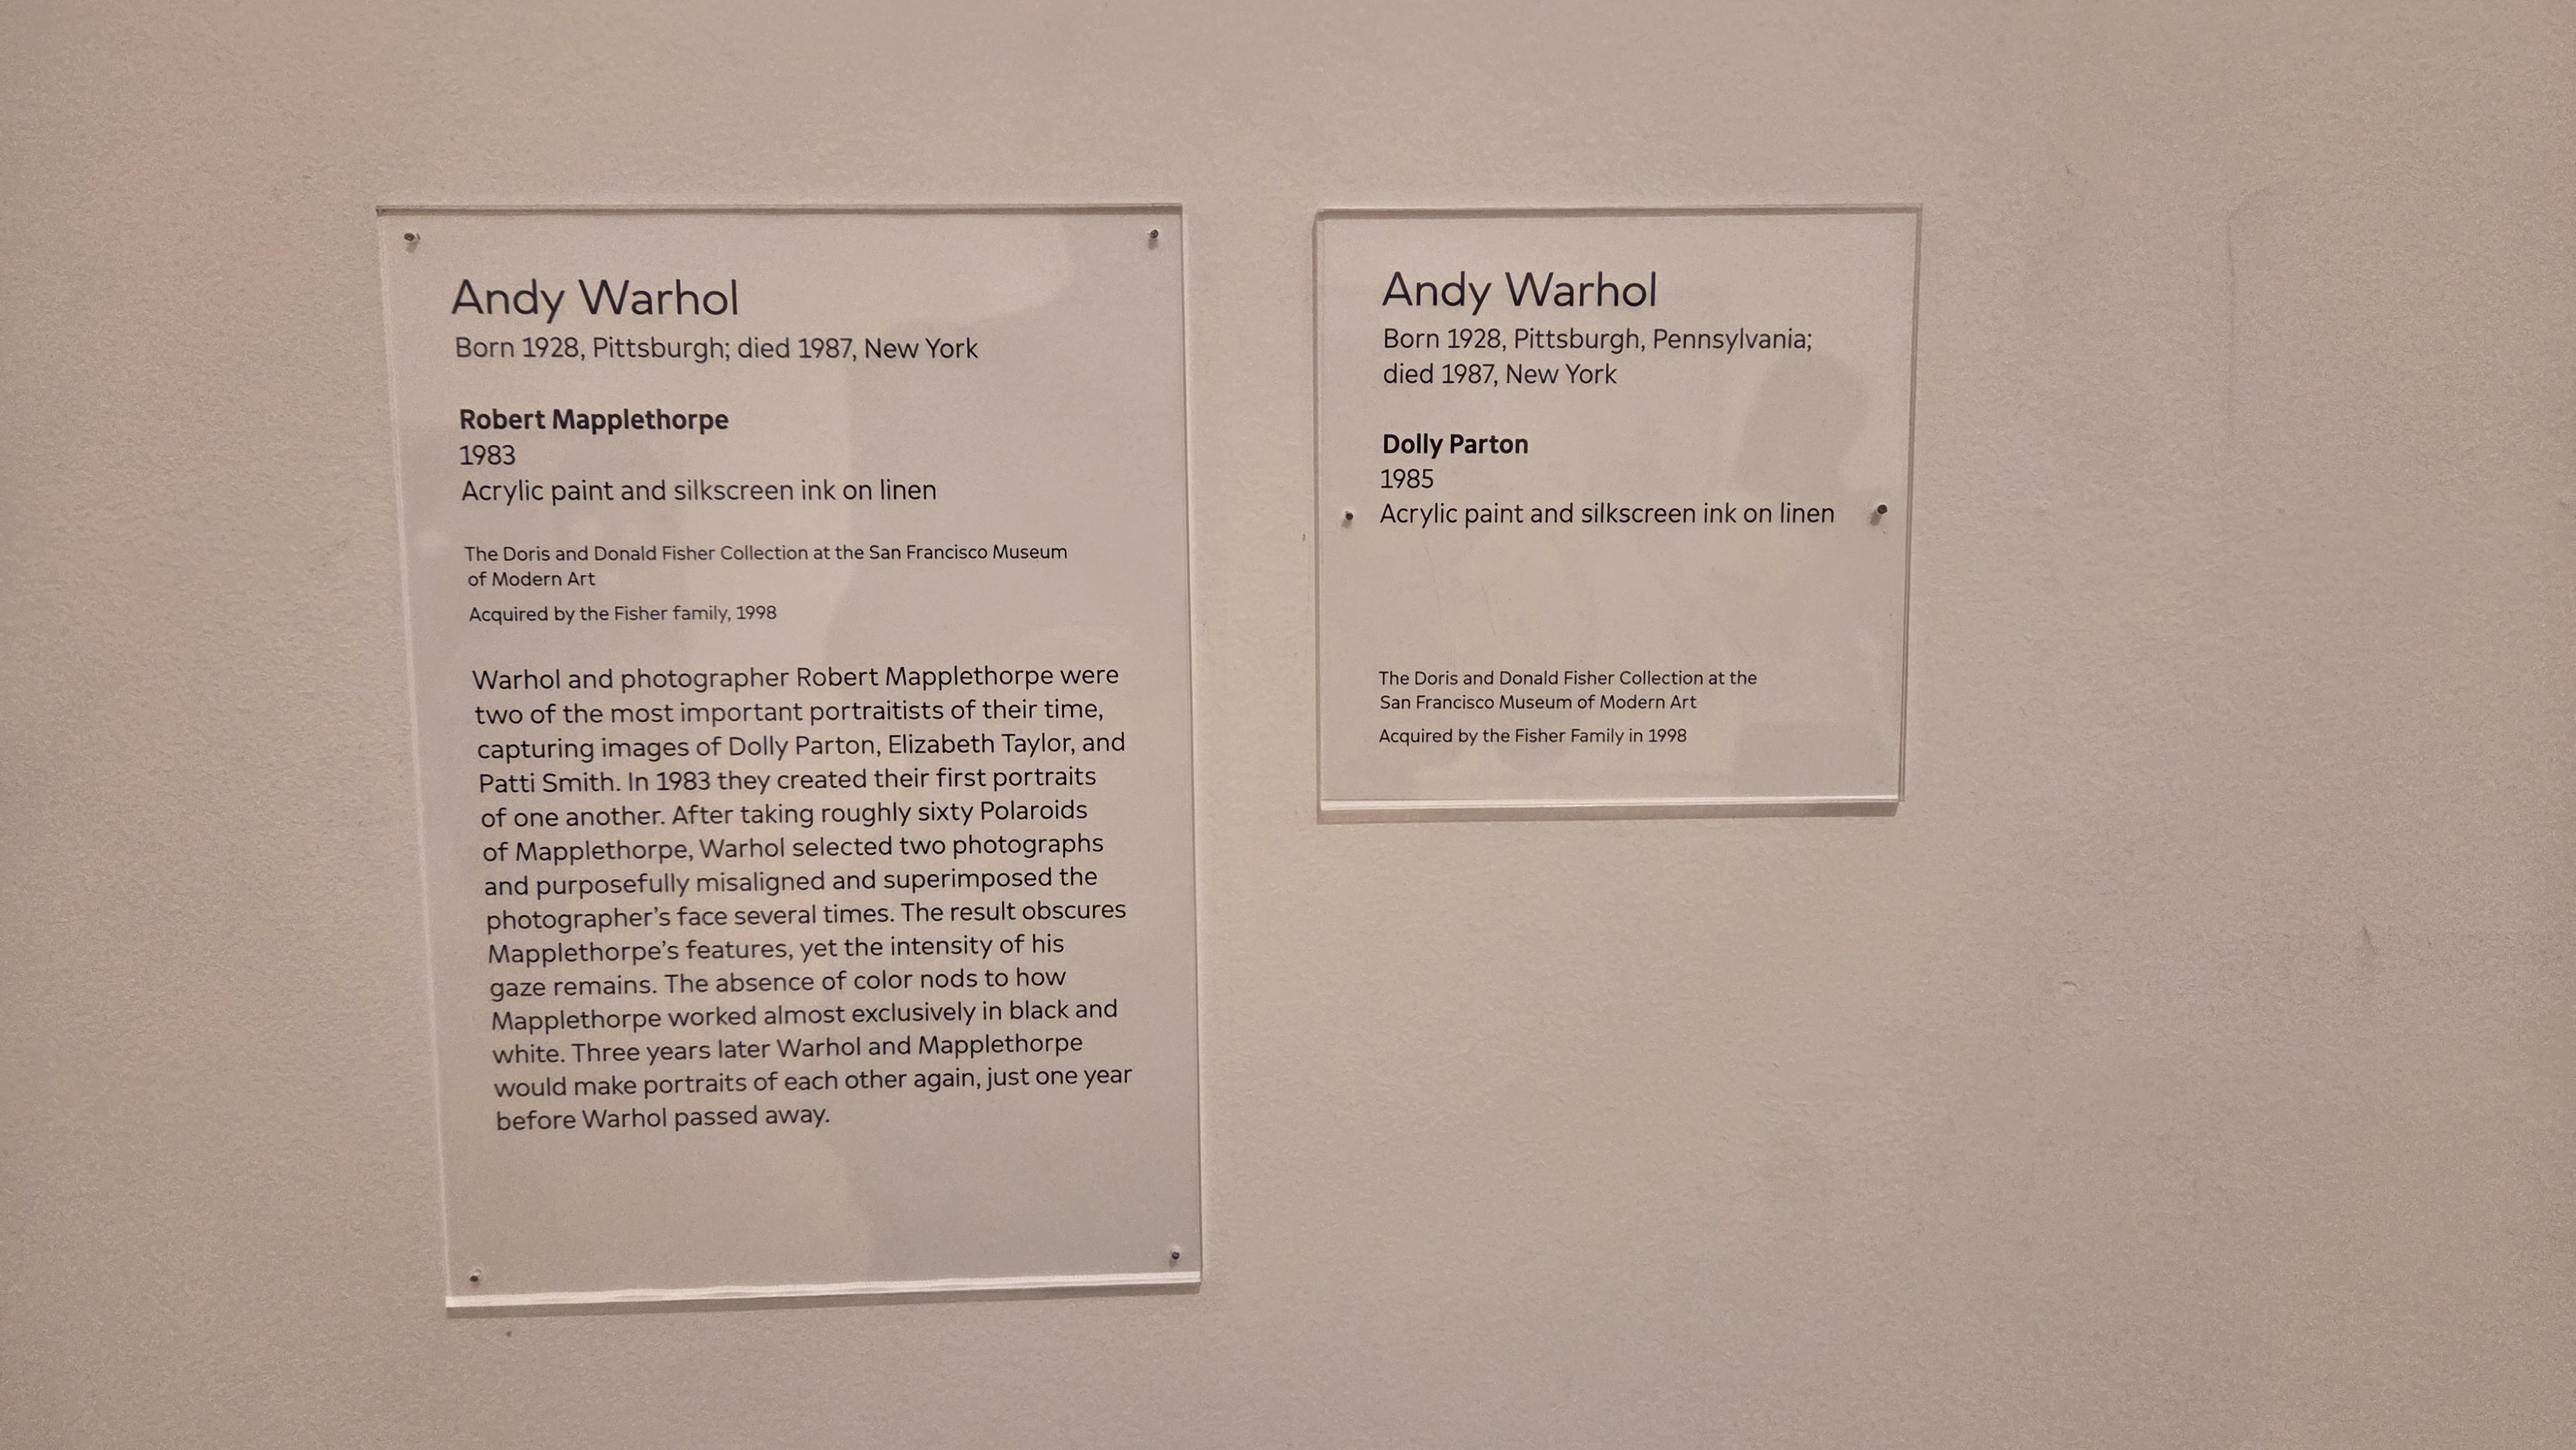 Andy Warhol
Born 1928, Pittsburgh; died 1987, New York
Robert Mapplethorpe
1983
Acrylic paint and silkscreen ink on linen
The Doris and Donald Fisher Collection at the San Francisco Museum
of Modern Art
Acquired by the Fisher family, 1998
Warhol and photographer Robert Mapplethorpe were
two of the most important portraitists of their time,
capturing images of Dolly Parton, Elizabeth Taylor, and
Patti Smith. In 1983 they created their first portraits
of one another. After taking roughly sixty Polaroids
of Mapplethorpe, Warhol selected two photographs
and purposefully misaligned and superimposed the
photographer’s face several times. The result obscures
Mapplethorpe’s features, yet the intensity of his
gaze remains. The absence of color nods to how
Mapplethorpe worked almost exclusively in black and
white. Three years later Warhol and Mapplethorpe
would make portraits of each other again, just one year
before Warhol passed away.
Andy Warhol
Born 1928, Pittsburgh, Pennsylvania;
died 1987, New York
Dolly Parton
1985
Acrylic paint and silkscreen ink on linen
The Doris and Donald Fisher Collection at the
San Francisco Museum of Modern Art
Acquired by the Fisher Family in 1998